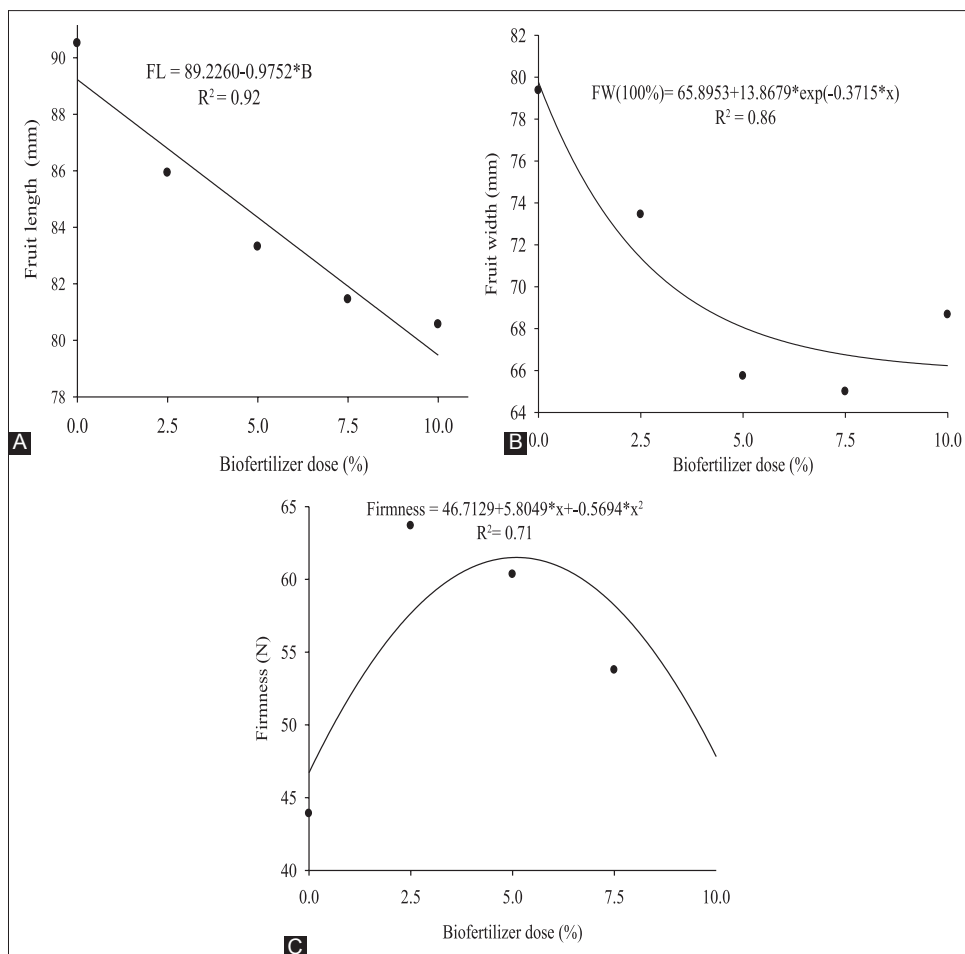 90
88
86
84
82
80
78
Fruit length (mm)
FL = 89.2260-0.9752*B
R² = 0.92
0.0 2.5 5.0 7.5 10.0
Biofertilizer dose (%)
A
82
80
78
76
74
72
70
68
66
64
Fruit width (mm)
FW(100%)= 65.8953+13.8679*exp(-0.3715*x)
R² = 0.86
0.0 2.5 5.0 7.5 10.0
Biofertilizer dose (%)
B
65
60
55
50
45
40
Firmness (N)
Firmness = 46.7129+5.8049*x+-0.5694*x²
R²= 0.71
0.0 2.5 5.0 7.5 10.0
Biofertilizer dose (%)
C